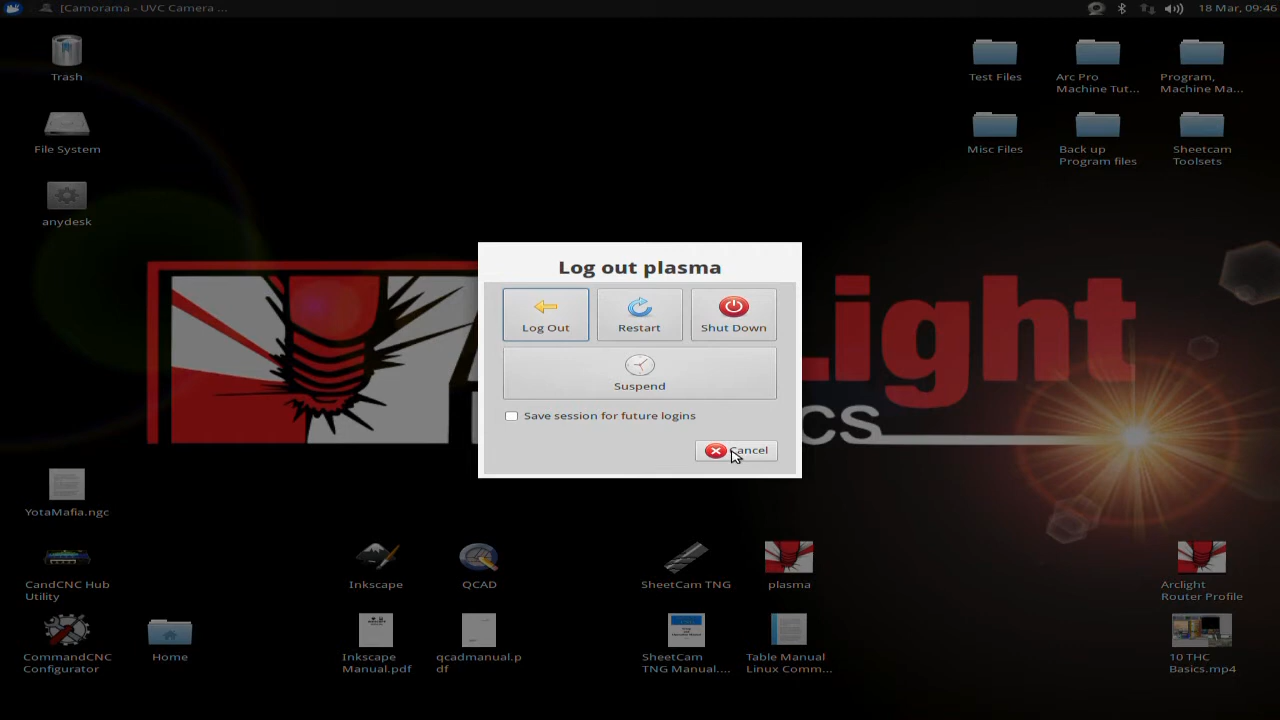 [Camorama - UVC Camera ...
18 Mar, 09:46
Trash
Test Files
Arc Pro
Machine Tut...
Program,
Machine Ma...
File System
Misc Files
Back up
Program files
Sheetcam
Toolsets
anydesk
Log out plasma
Log Out
Restart
Shut Down
Suspend
Save session for future logins
Cancel
Light
CS
YotaMafia.ngc
CandCNC Hub
Utility
Inkscape
QCAD
SheetCam TNG
plasma
Arclight
Router Profile
CommandCNC
Configurator
Home
Inkscape
Manual.pdf
qcadmanual.p
df
SheetCam
TNG Manual....
Table Manual
Linux Comm...
10 THC
Basics.mp4